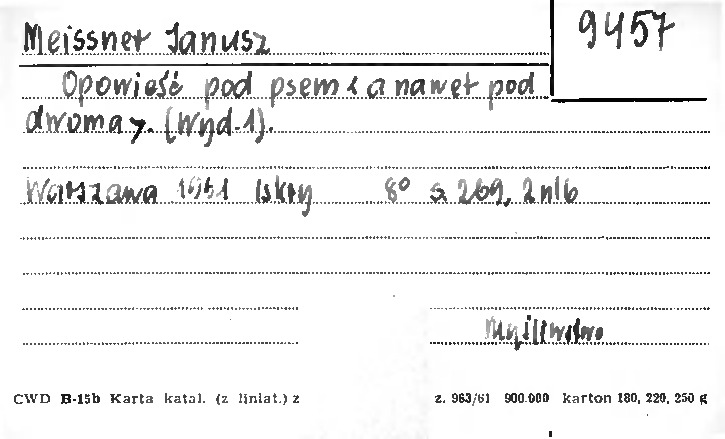 9457
Meissner Janusz
Opowieść pod psem < a nawet pod
dwoma >. (Wyd. 1).
Warszawa 1961 Iskry 8° s. 269, 2 nlb
Myślistwo
CWD B-15b Karta katal. (z liniat.) z
z. 963/61 900.000 karton 180, 220, 250 g